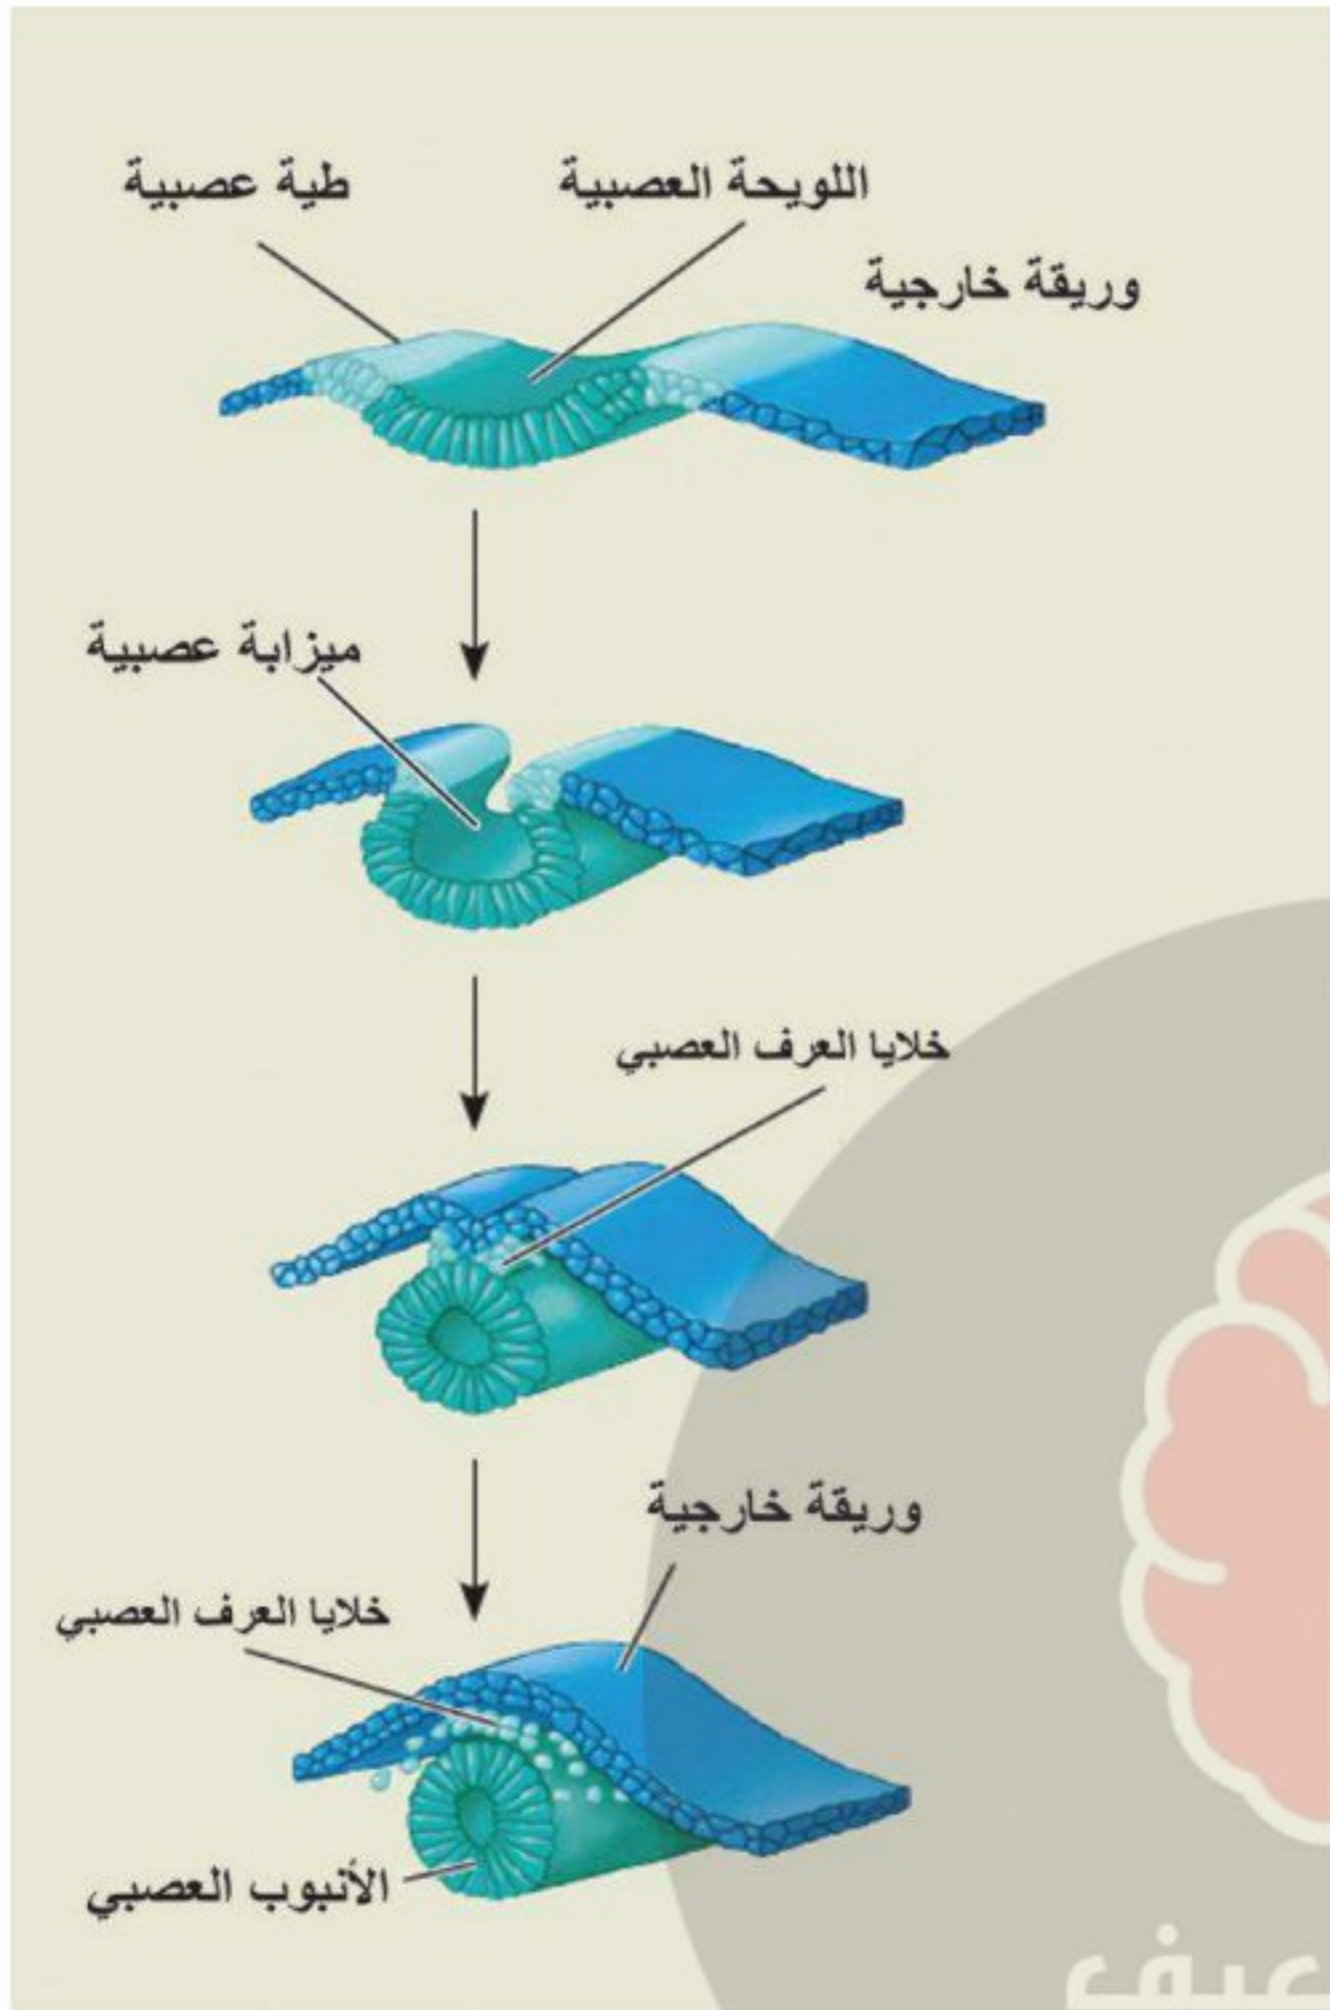 اللويحة العصبية
طية عصبية
وريقة خارجية
ميزابة عصبية
خلايا العرف العصبي
وريقة خارجية
خلايا العرف العصبي
الأنبوب العصبي